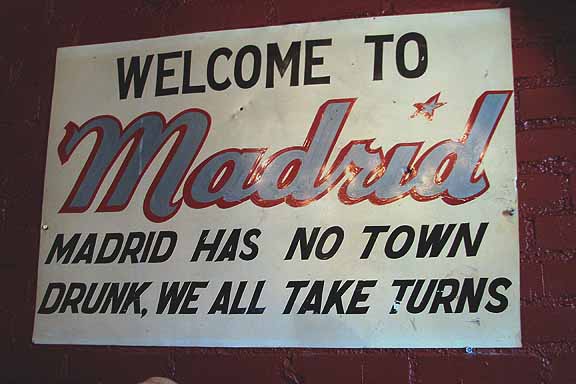 WELCOME TO
Madrid
MADRID HAS NO TOWN
DRUNK, WE ALL TAKE TURNS